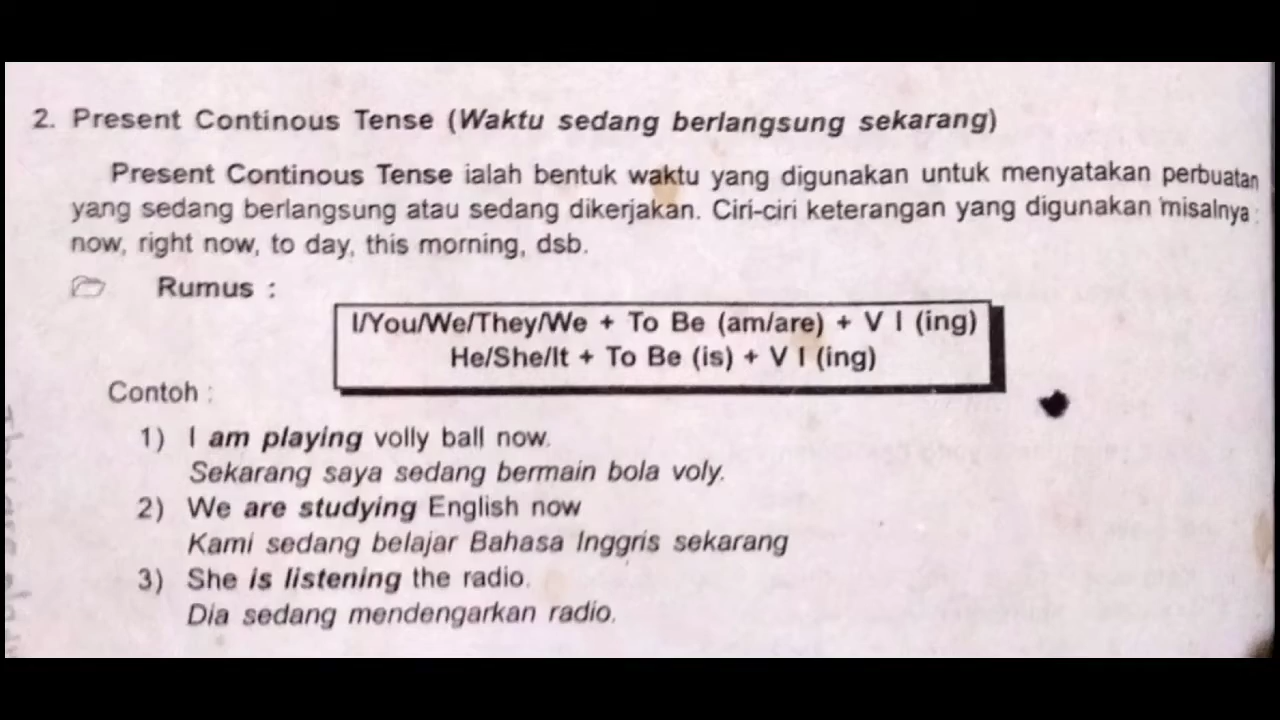 2. Present Continous Tense (Waktu sedang berlangsung sekarang)
Present Continous Tense ialah bentuk waktu yang digunakan untuk menyatakan perbuatan
yang sedang berlangsung atau sedang dikerjakan. Ciri-ciri keterangan yang digunakan misalnya :
now, right now, to day, this morning, dsb.
Rumus :
I/You/We/They/We + To Be (am/are) + V I (ing)
He/She/It + To Be (is) + V I (ing)
Contoh :
1) I am playing volly ball now.
Sekarang saya sedang bermain bola voly.
2) We are studying English now
Kami sedang belajar Bahasa Inggris sekarang
3) She is listening the radio.
Dia sedang mendengarkan radio.